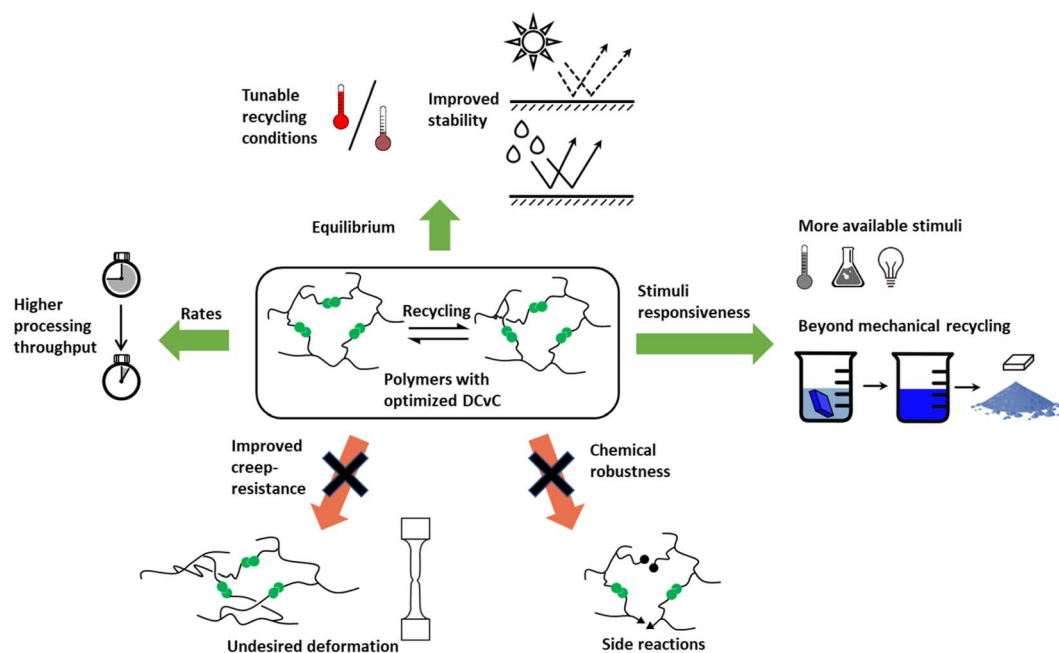 Tunable
recycling
conditions
Improved
stability
Equilibrium
More available stimuli
Higher
processing
throughput
Rates
Recycling
Stimuli
responsiveness
Beyond mechanical recycling
Polymers with
optimized DCvC
Improved
creep-
resistance
Chemical
robustness
Undesired deformation
Side reactions